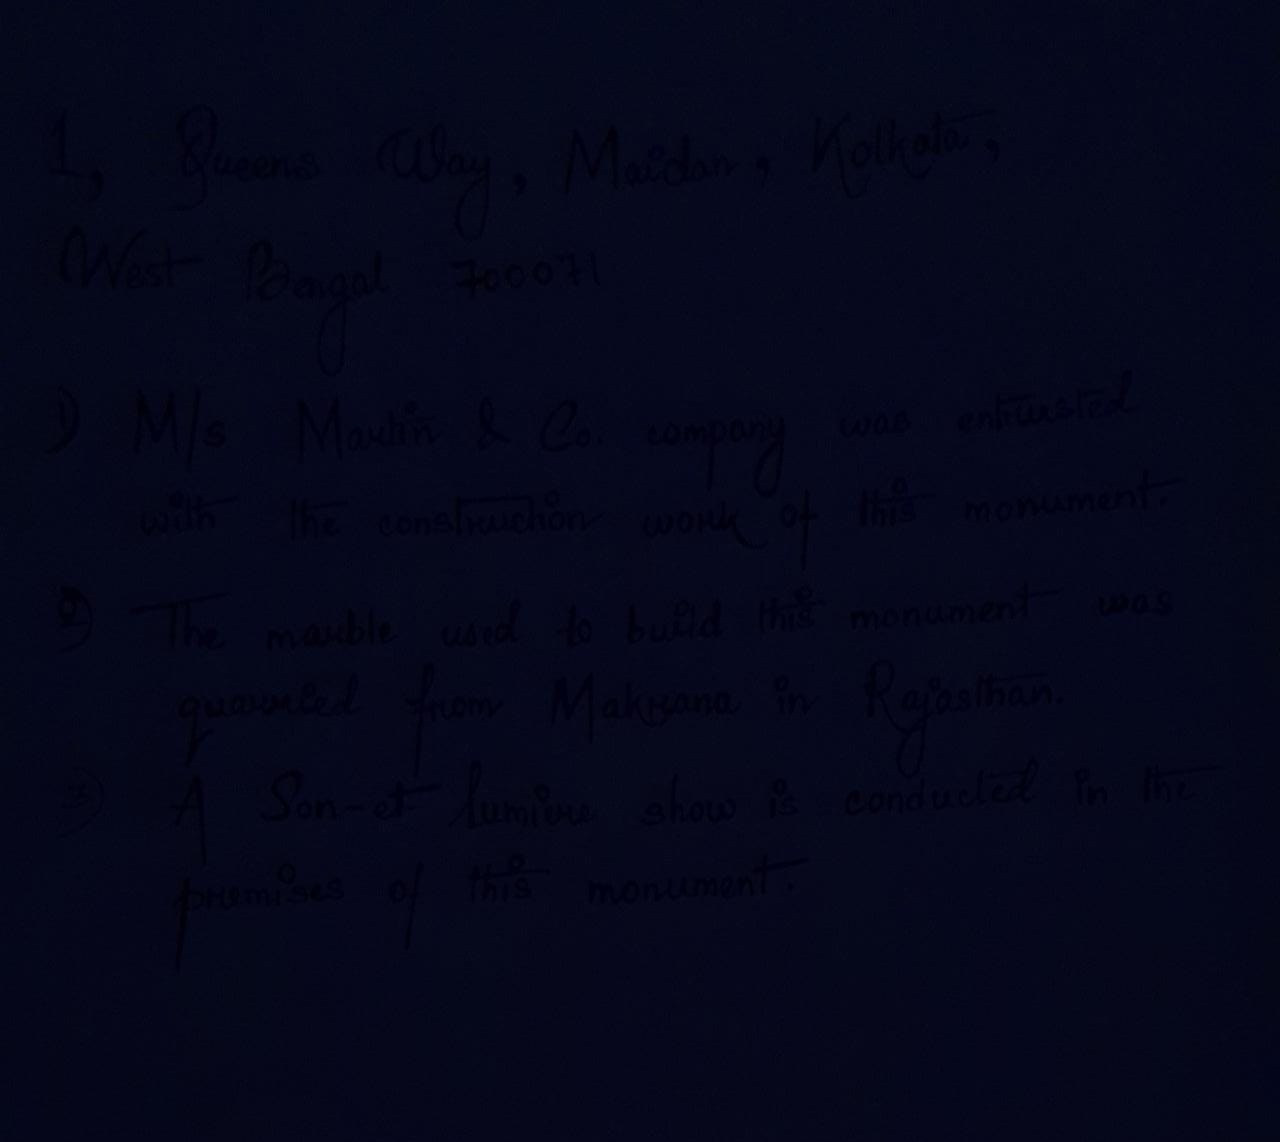 1, Queens Way, Maidan, Kolkata,
West Bengal 700071
1) M/s Martin & Co. company was entrusted
with the construction work of this monument.
2) The marble used to build this monument was
quarried from Makrana in Rajasthan.
3) A Son-et lumiere show is conducted in the
premises of this monument.